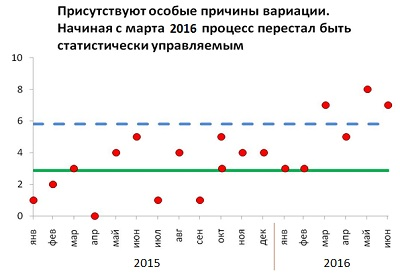 Присутствуют особые причины вариации.
Начиная с марта 2016 процесс перестал быть
статистически управляемым
10
8
6
4
2
0
янв
фев
мар
апр
май
июн
июл
авг
сен
окт
ноя
дек
янв
фев
мар
апр
май
июн
2015
2016